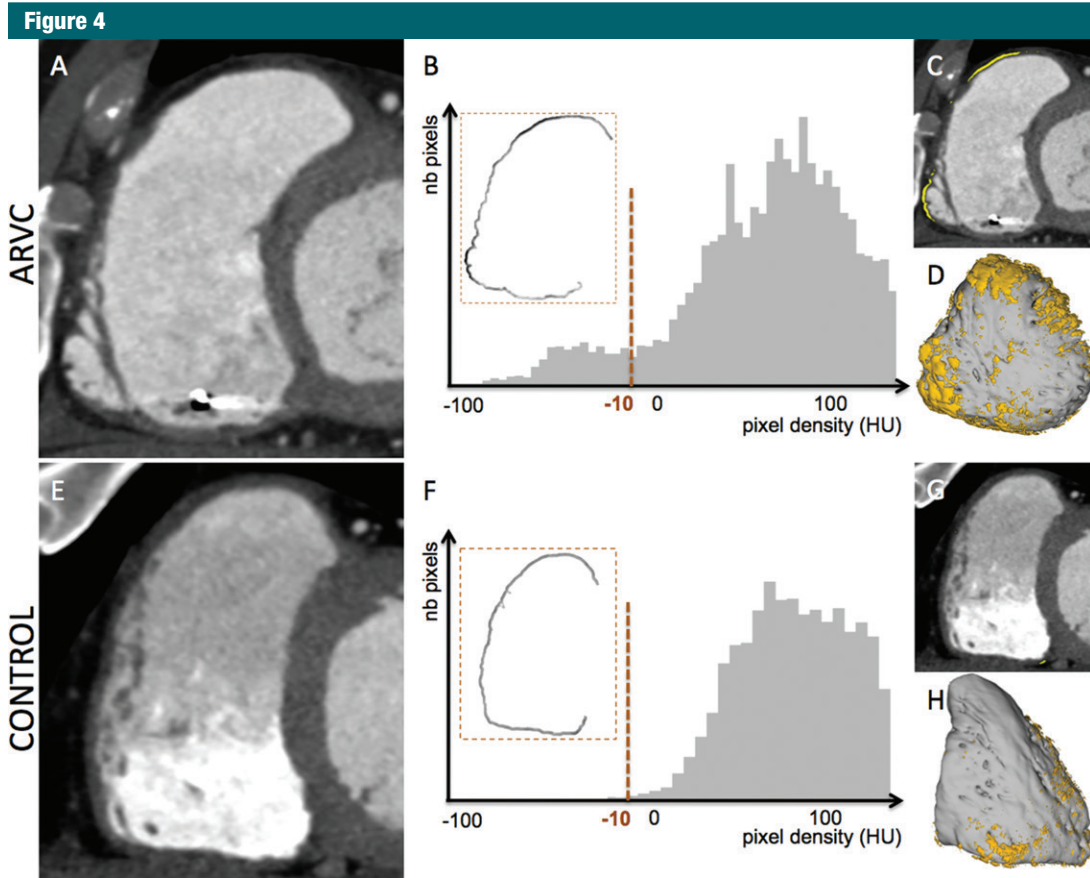 Figure 4
ARVC
A
B
nb pixels
-100
-10
0
100
pixel density (HU)
C
D
CONTROL
E
F
nb pixels
-100
-10
0
100
pixel density (HU)
G
H